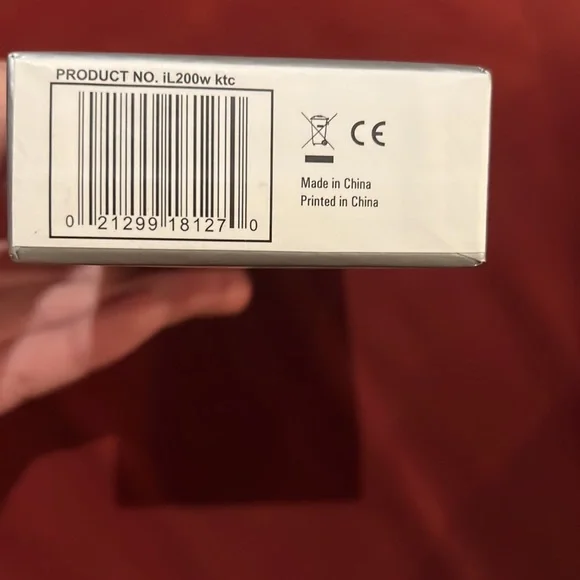 PRODUCT NO. iL200w ktc
0 21299 18127 0
CE
Made in China
Printed in China